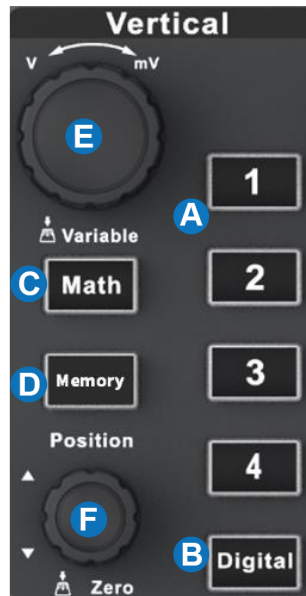 Vertical
V mV
E
1
A
Variable
C Math
2
D Memory
3
Position
4
F
B Digital
Zero